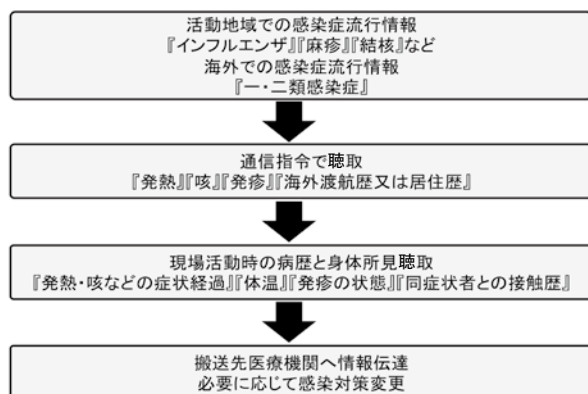 活動地域での感染症流行情報
『インフルエンザ』『麻疹』『結核』など
海外での感染症流行情報
『一・二類感染症』
通信指令で聴取
『発熱』『咳』『発疹』『海外渡航歴又は居住歴』
現場活動時の病歴と身体所見聴取
『発熱・咳などの症状経過』『体温』『発疹の状態』『同症状者との接触歴』
搬送先医療機関へ情報伝達
必要に応じて感染対策変更